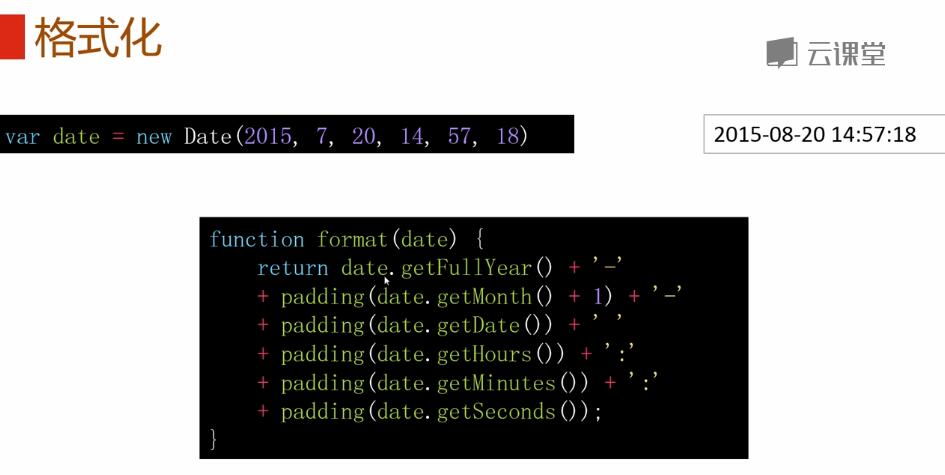 格式化
云课堂
var date = new Date(2015, 7, 20, 14, 57, 18)
2015-08-20 14:57:18
function format(date) {
    return date.getFullYear() + '-'
    + padding(date.getMonth() + 1) + '-'
    + padding(date.getDate()) + ' '
    + padding(date.getHours()) + ':'
    + padding(date.getMinutes()) + ':'
    + padding(date.getSeconds());
}